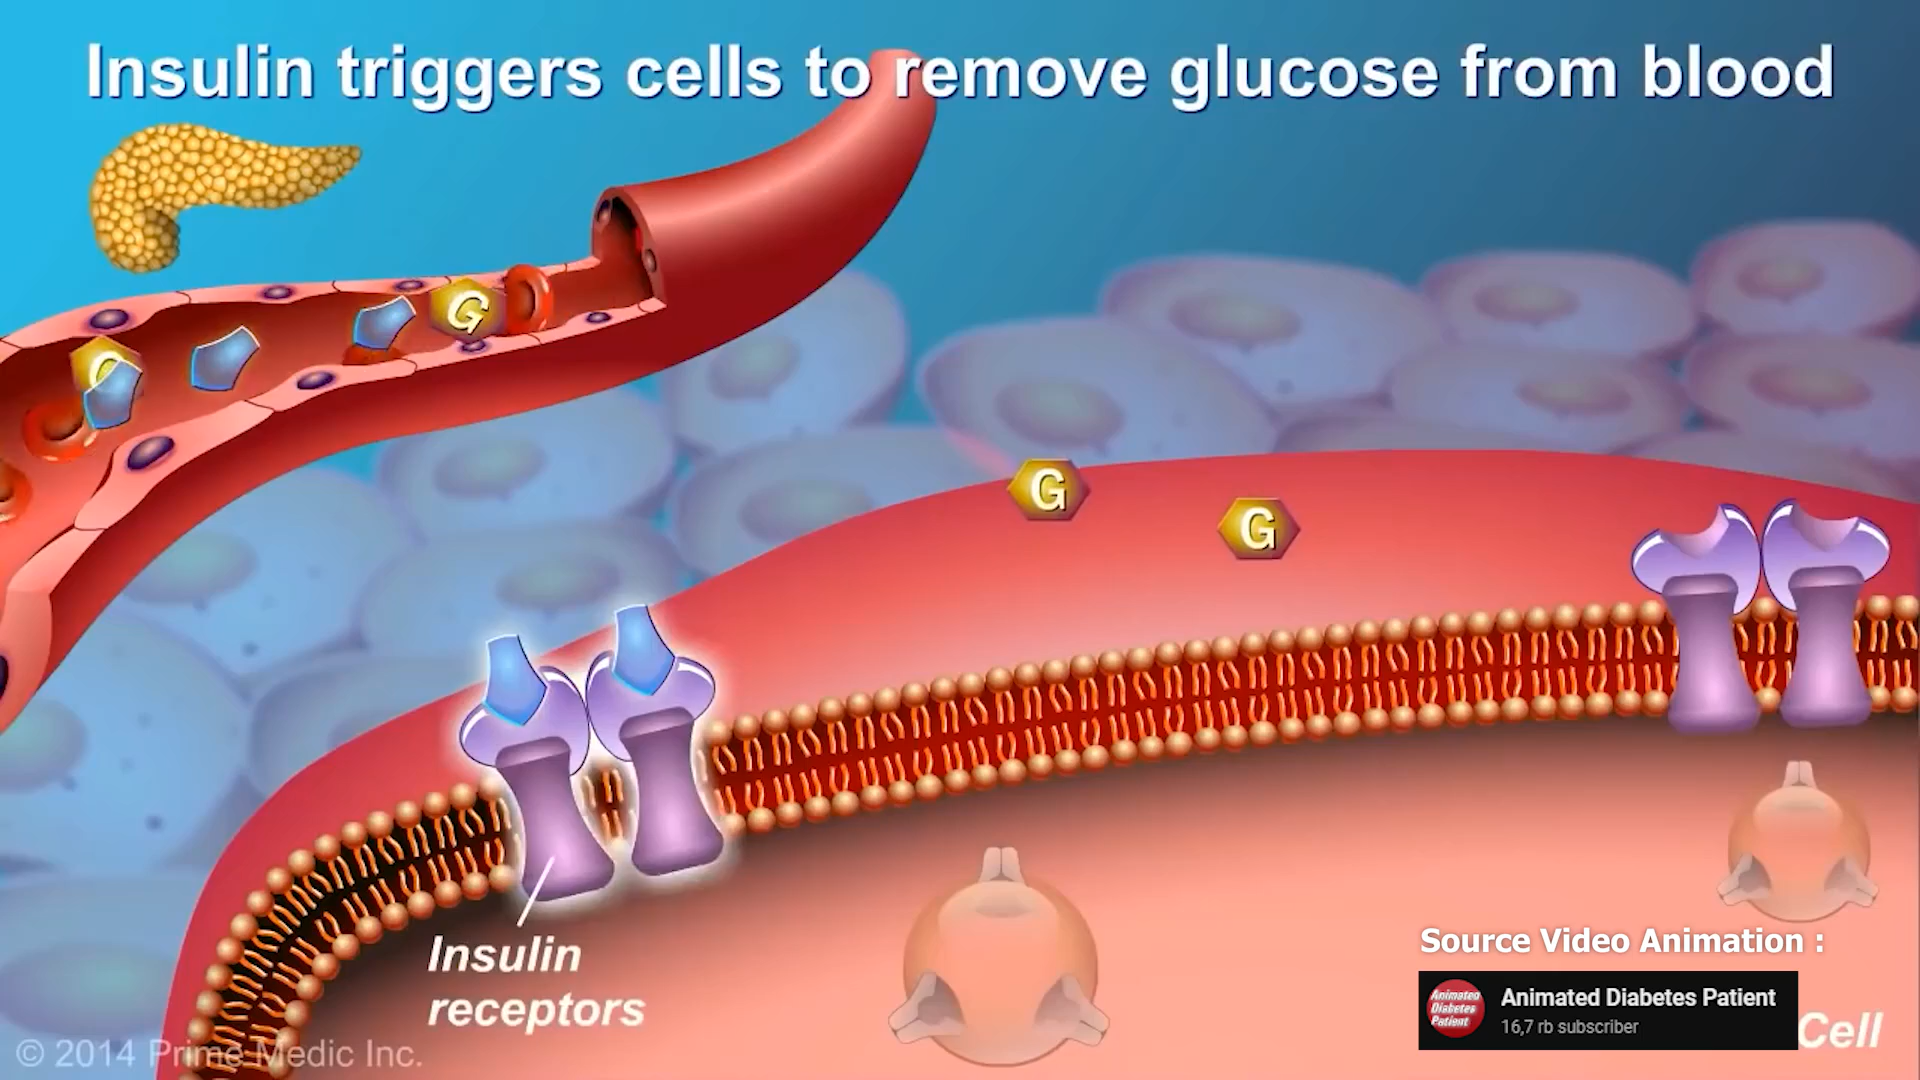 Insulin triggers cells to remove glucose from blood
G
G
G
G
Insulin
receptors
Source Video Animation :
Animated
Diabetes
Patient
Animated Diabetes Patient
16,7 rb subscriber
Cell
© 2014 Prime Medic Inc.